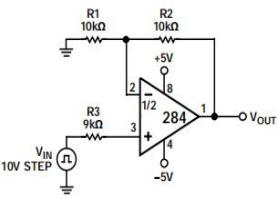 R1
10kΩ
R2
10kΩ
+5V
2
8
1/2
284
1
VOUT
R3
9kΩ
3
4
VIN
10V STEP
–5V